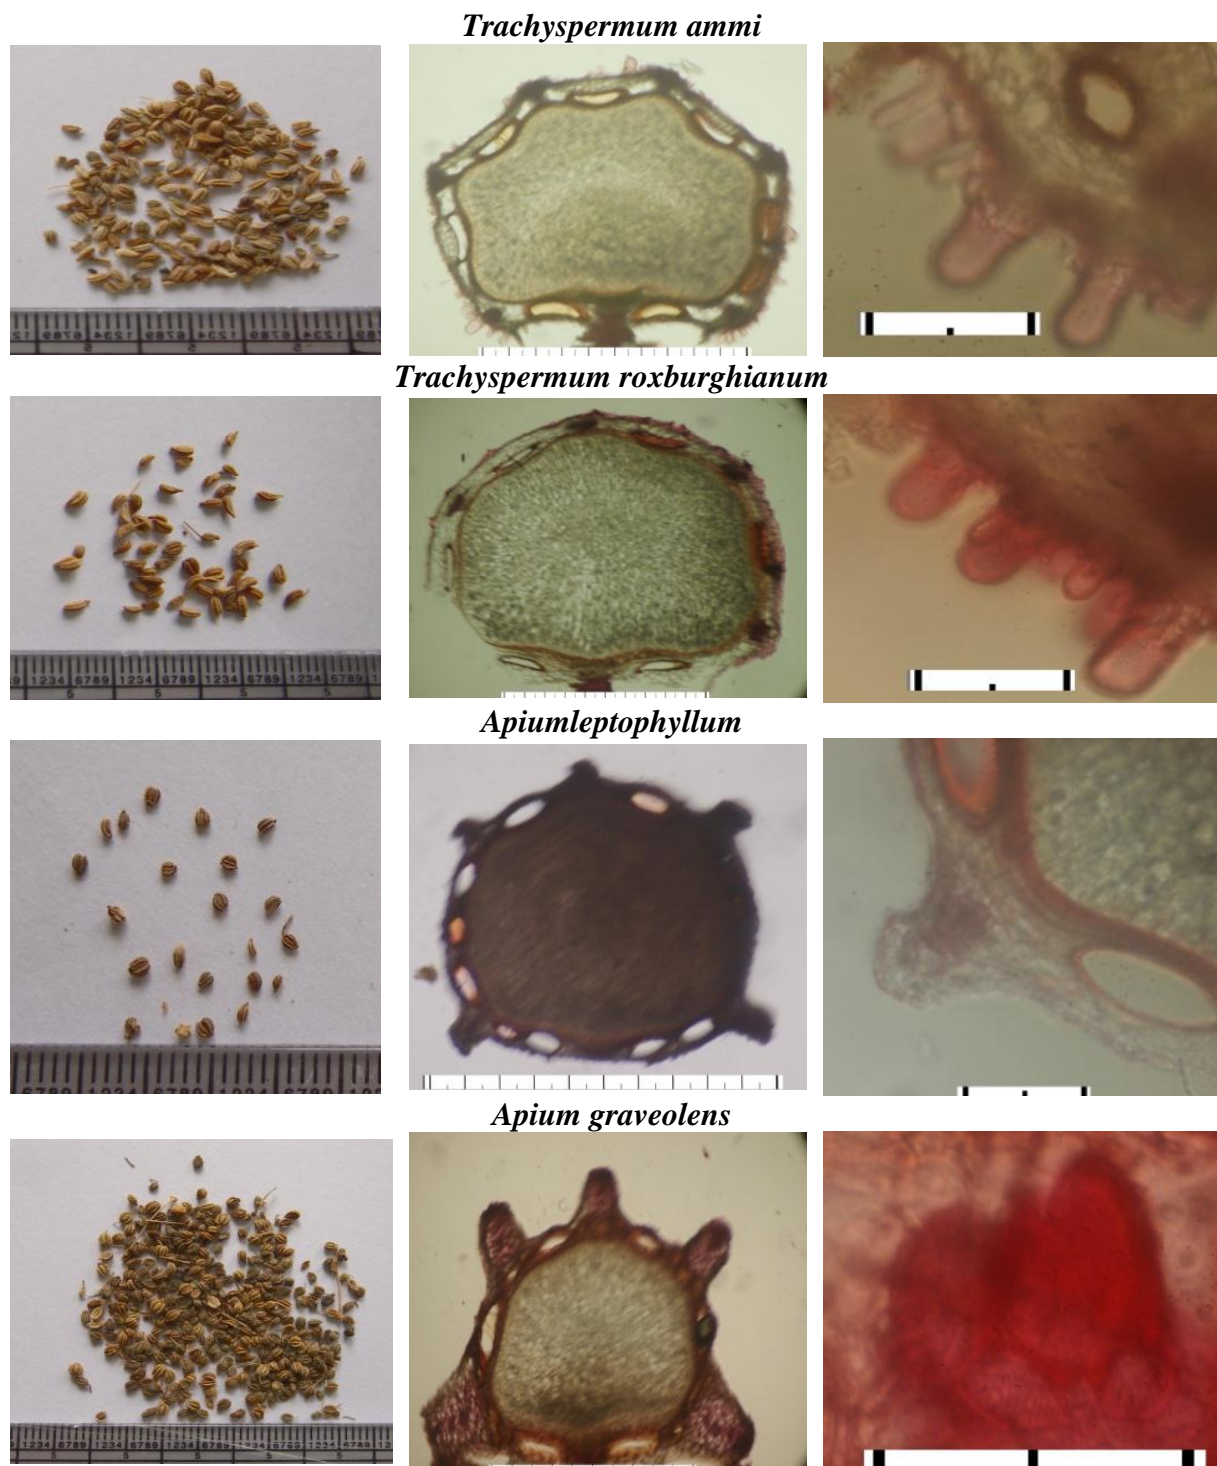 Trachyspermum ammi
Trachyspermum roxburghianum
Apiumleptophyllum
Apium graveolens